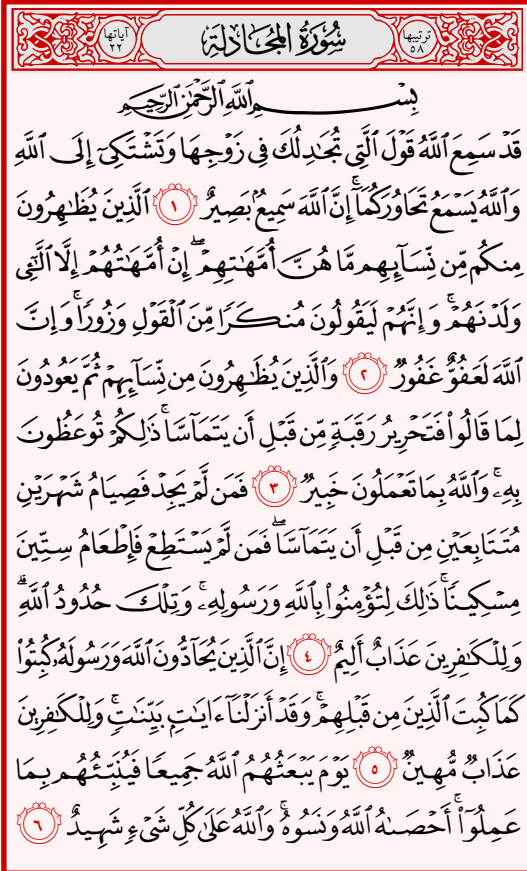 ترتيبها ٥٨ سُورَةُ المُجَادلَةِ آياتها ٢٢
بِسْمِ ٱللَّهِ ٱلرَّحْمَٰنِ ٱلرَّحِيمِ
قَدْ سَمِعَ ٱللَّهُ قَوْلَ ٱلَّتِي تُجَٰدِلُكَ فِي زَوْجِهَا وَتَشْتَكِيٓ إِلَى ٱللَّهِ
وَٱللَّهُ يَسْمَعُ تَحَاوُرَكُمَآۚ إِنَّ ٱللَّهَ سَمِيعُۢ بَصِيرٌ ١ ٱلَّذِينَ يُظَٰهِرُونَ
مِنكُم مِّن نِّسَآئِهِم مَّا هُنَّ أُمَّهَٰتِهِمْۖ إِنْ أُمَّهَٰتُهُمْ إِلَّا ٱلَّٰٓـِٔي
وَلَدْنَهُمْۚ وَإِنَّهُمْ لَيَقُولُونَ مُنكَرًا مِّنَ ٱلْقَوْلِ وَزُورًاۚ وَإِنَّ
ٱللَّهَ لَعَفُوٌّ غَفُورٌ ٢ وَٱلَّذِينَ يُظَٰهِرُونَ مِن نِّسَآئِهِمْ ثُمَّ يَعُودُونَ
لِمَا قَالُواْ فَتَحْرِيرُ رَقَبَةٍ مِّن قَبْلِ أَن يَتَمَآسَّاۚ ذَٰلِكُمْ تُوعَظُونَ
بِهِۦۚ وَٱللَّهُ بِمَا تَعْمَلُونَ خَبِيرٌ ٣ فَمَن لَّمْ يَجِدْ فَصِيَامُ شَهْرَيْنِ
مُتَتَابِعَيْنِ مِن قَبْلِ أَن يَتَمَآسَّاۖ فَمَن لَّمْ يَسْتَطِعْ فَإِطْعَامُ سِتِّينَ
مِسْكِينًاۚ ذَٰلِكَ لِتُؤْمِنُواْ بِٱللَّهِ وَرَسُولِهِۦۚ وَتِلْكَ حُدُودُ ٱللَّهِۗ
وَلِلْكَٰفِرِينَ عَذَابٌ أَلِيمٌ ٤ إِنَّ ٱلَّذِينَ يُحَآدُّونَ ٱللَّهَ وَرَسُولَهُۥ كُبِتُواْ
كَمَا كُبِتَ ٱلَّذِينَ مِن قَبْلِهِمْۚ وَقَدْ أَنزَلْنَآ ءَايَٰتِۭ بَيِّنَٰتٍۚ وَلِلْكَٰفِرِينَ
عَذَابٌ مُّهِينٌ ٥ يَوْمَ يَبْعَثُهُمُ ٱللَّهُ جَمِيعًا فَيُنَبِّئُهُم بِمَا
عَمِلُوٓاْۚ أَحْصَىٰهُ ٱللَّهُ وَنَسُوهُۚ وَٱللَّهُ عَلَىٰ كُلِّ شَيْءٍ شَهِيدٌ ٦